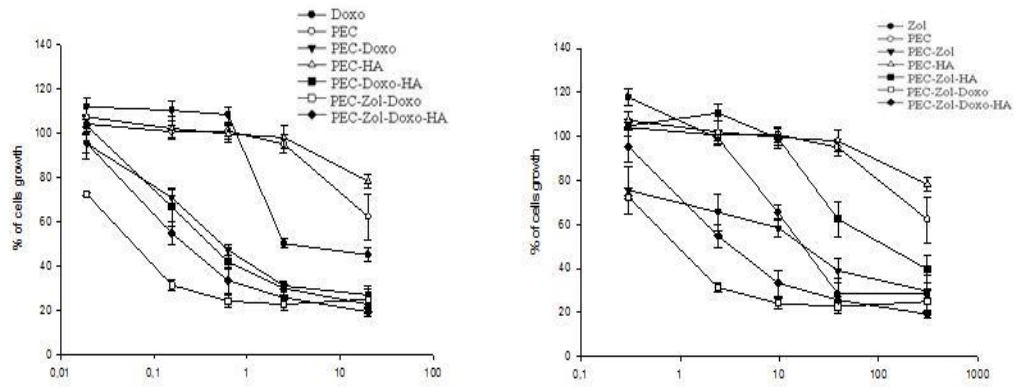 Doxo
PEC
PEC-Doxo
PEC-HA
PEC-Doxo-HA
PEC-Zol-Doxo
PEC-Zol-Doxo-HA
% of cells growth
140
120
100
80
60
40
20
0
0,01
0,1
1
10
100
Zol
PEC
PEC-Zol
PEC-HA
PEC-Zol-HA
PEC-Zol-Doxo
PEC-Zol-Doxo-HA
% of cells growth
140
120
100
80
60
40
20
0
0,1
1
10
100
1000